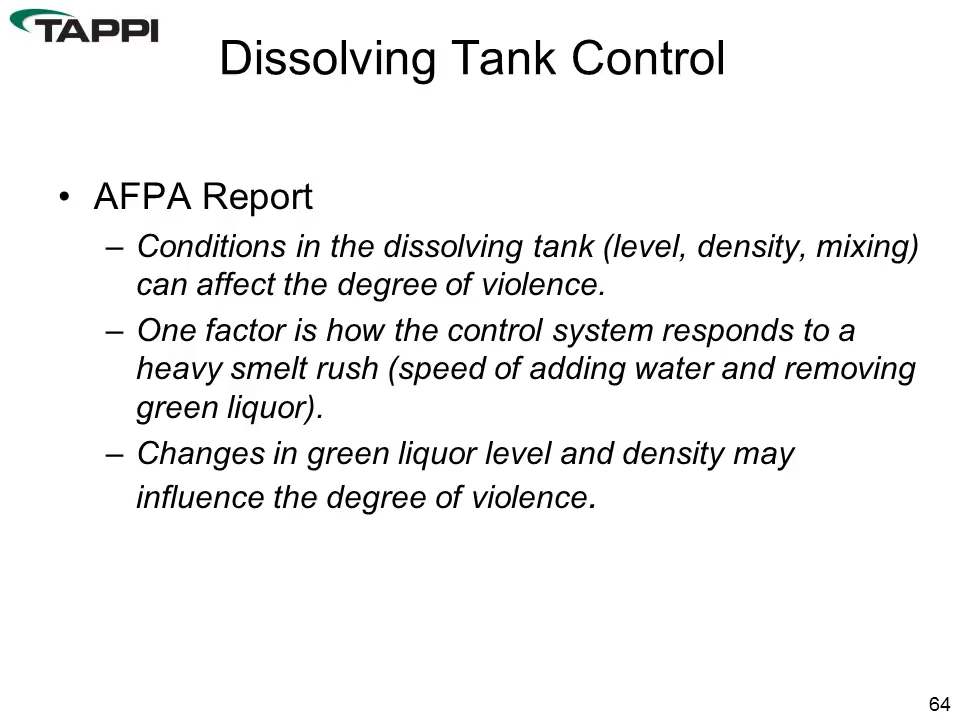 TAPPI
Dissolving Tank Control
• AFPA Report
– Conditions in the dissolving tank (level, density, mixing)
can affect the degree of violence.
– One factor is how the control system responds to a
heavy smelt rush (speed of adding water and removing
green liquor).
– Changes in green liquor level and density may
influence the degree of violence.
64